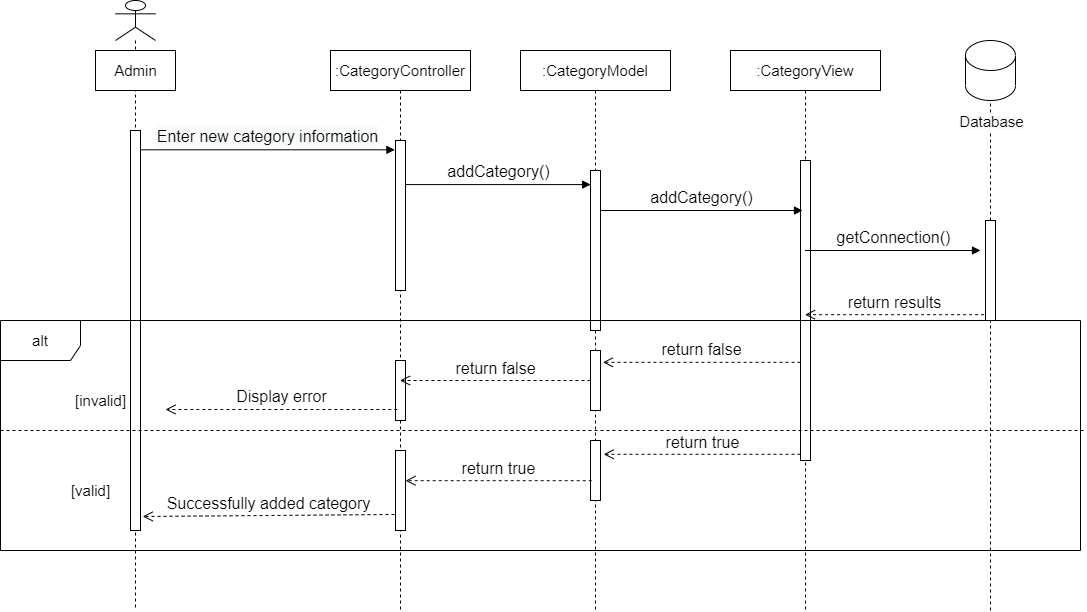 Admin
:CategoryController
:CategoryModel
:CategoryView
Database
Enter new category information
addCategory()
addCategory()
getConnection()
return results
alt
return false
return false
Display error
[invalid]
return true
return true
[valid]
Successfully added category